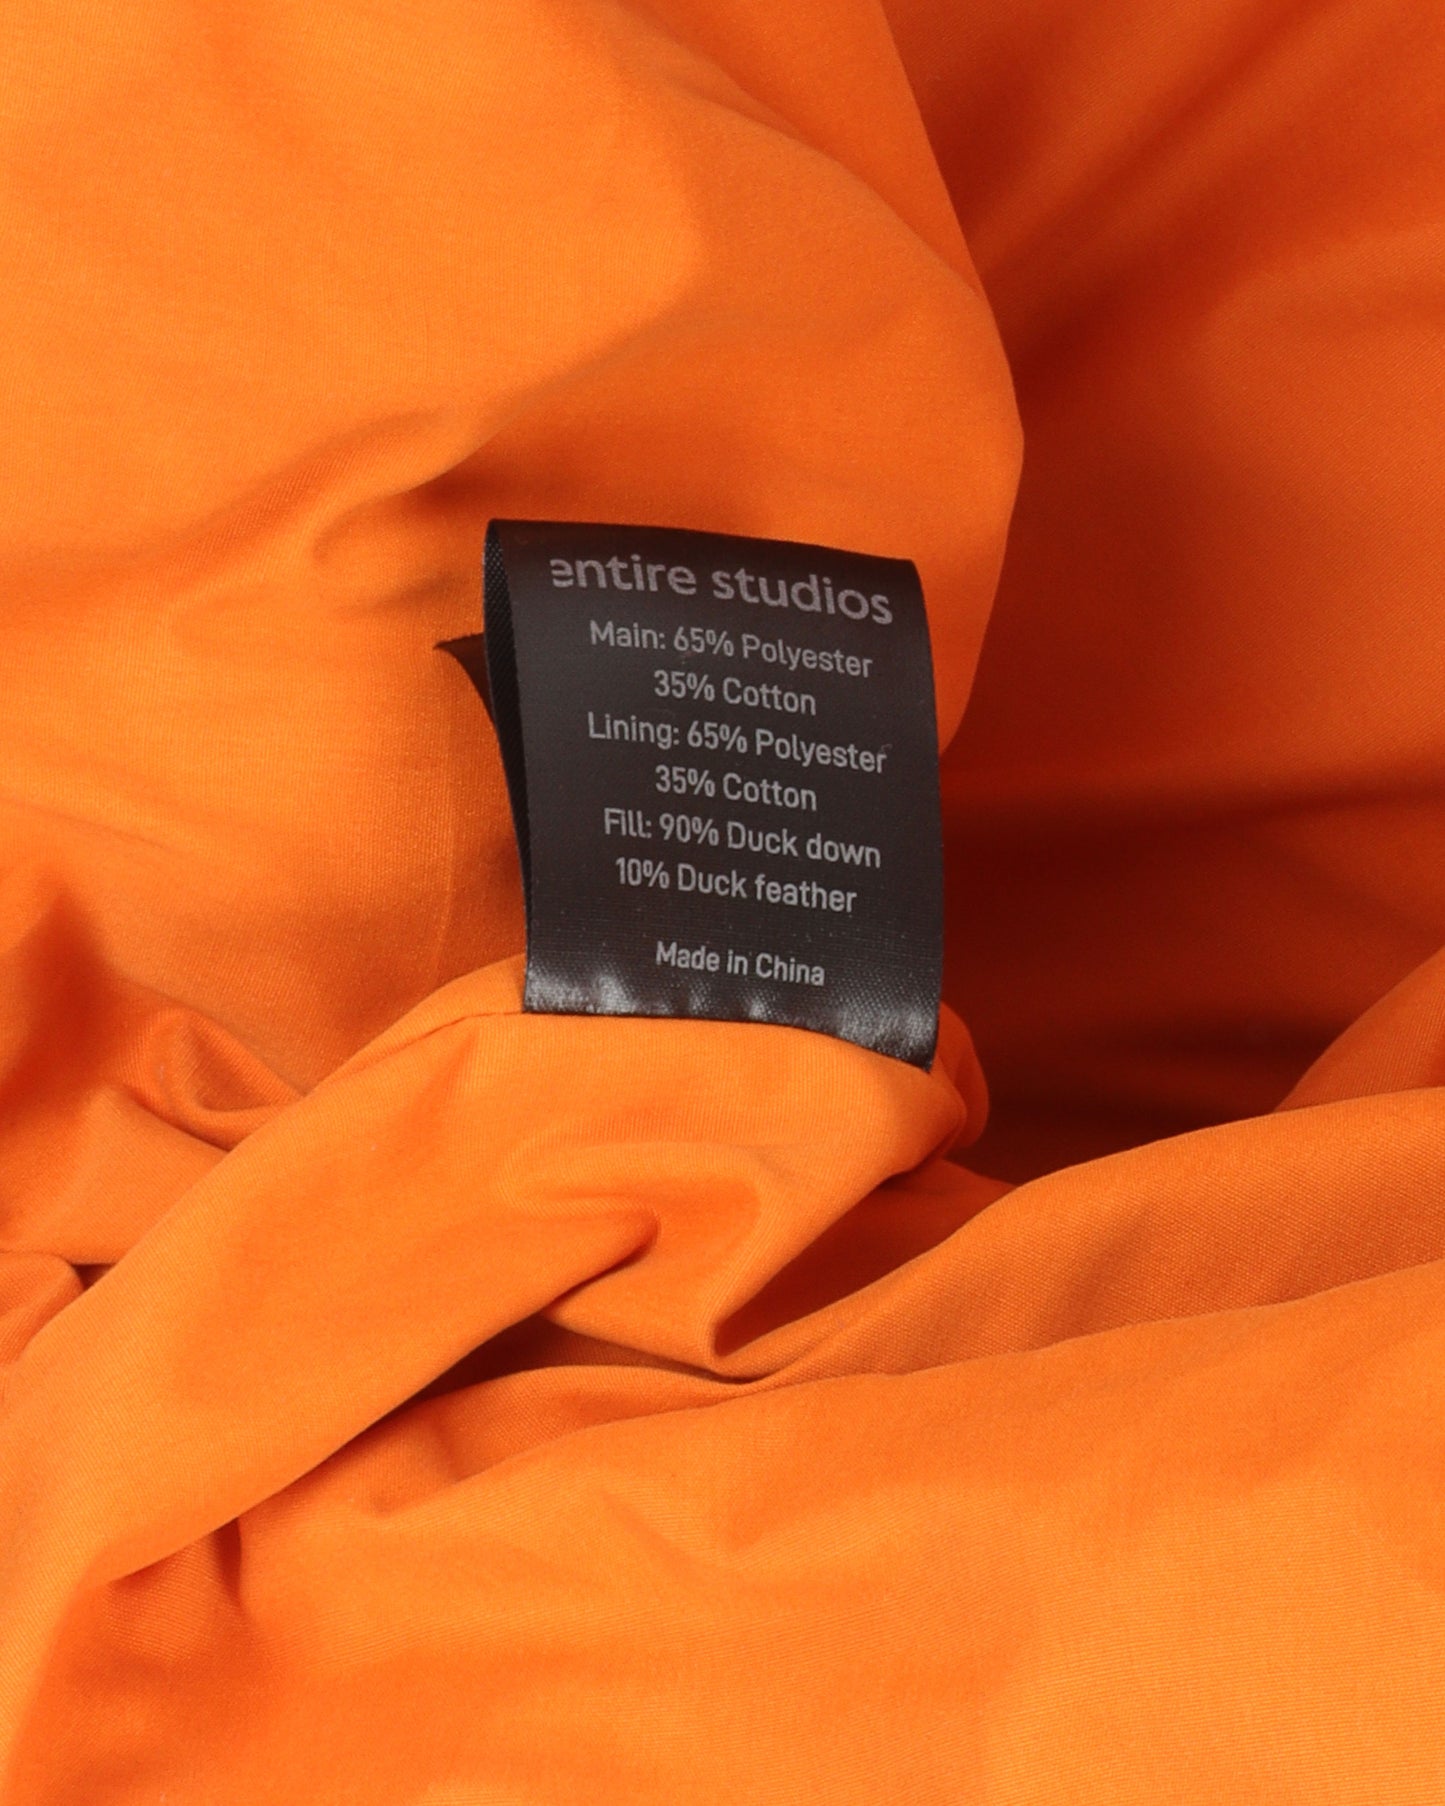 entire studios
Main: 65% Polyester
35% Cotton
Lining: 65% Polyester
35% Cotton
Fill: 90% Duck down
10% Duck feather
Made in China